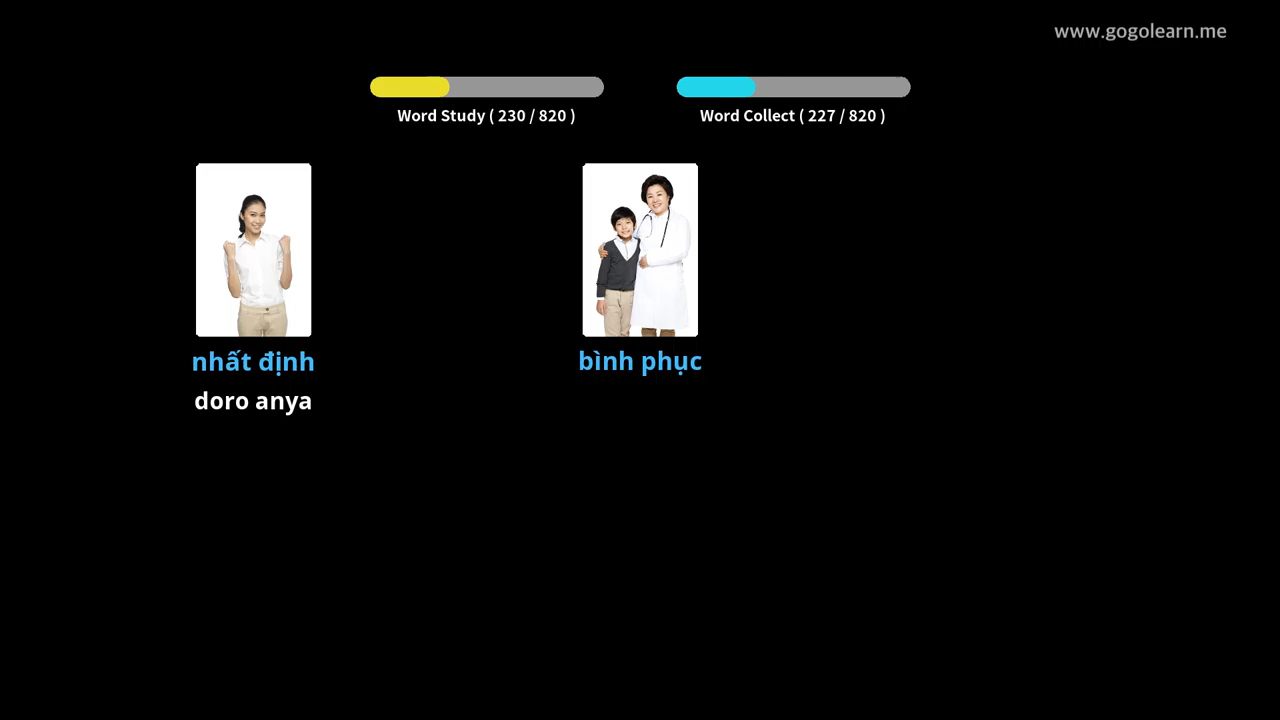 www.gogolearn.me
Word Study ( 230 / 820 )
Word Collect ( 227 / 820 )
nhất định
doro anya
bình phục